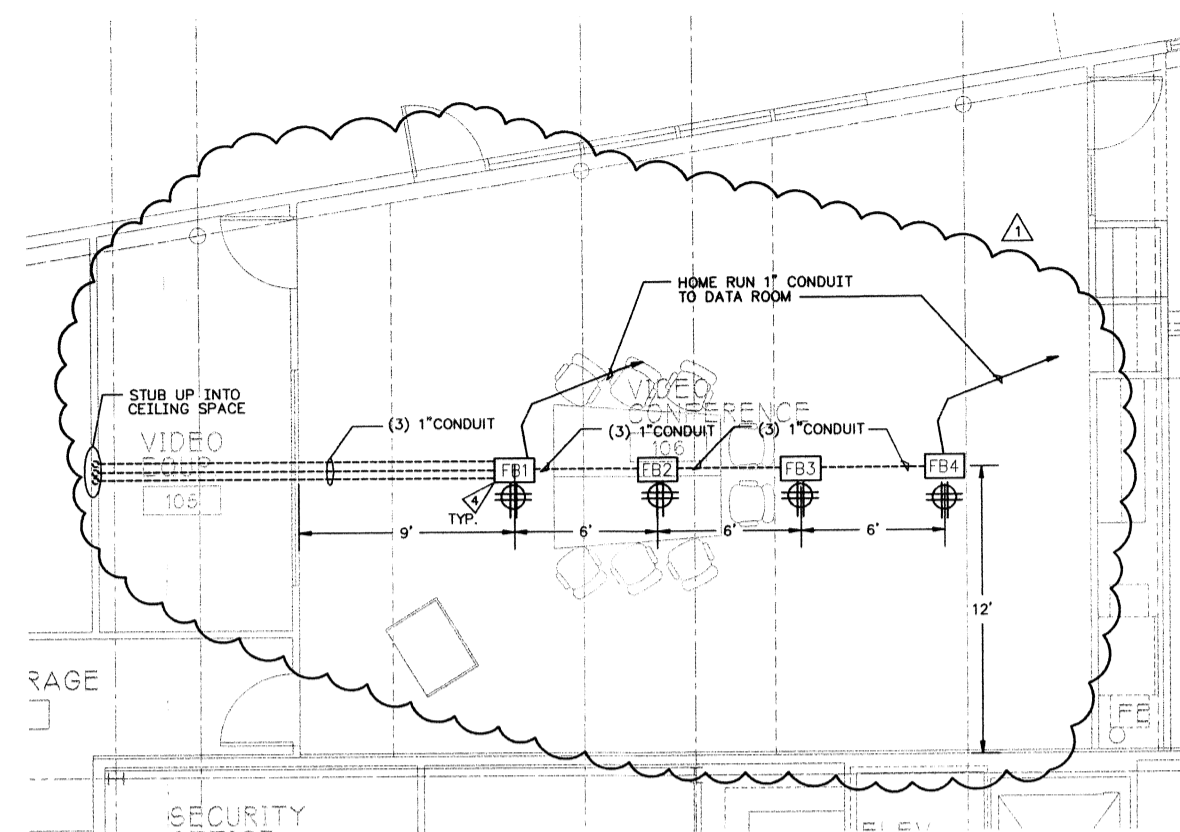 1
HOME RUN 1" CONDUIT
TO DATA ROOM
STUB UP INTO
CEILING SPACE
(3) 1"CONDUIT
VIDEO
CONFERENCE
106
(3) 1"CONDUIT
(3) 1"CONDUIT
VIDEO
EQUIP
105
FB1
FB2
FB3
FB4
4
TYP.
9'
6'
6'
6'
12'
RAGE
SECURITY
ELEV